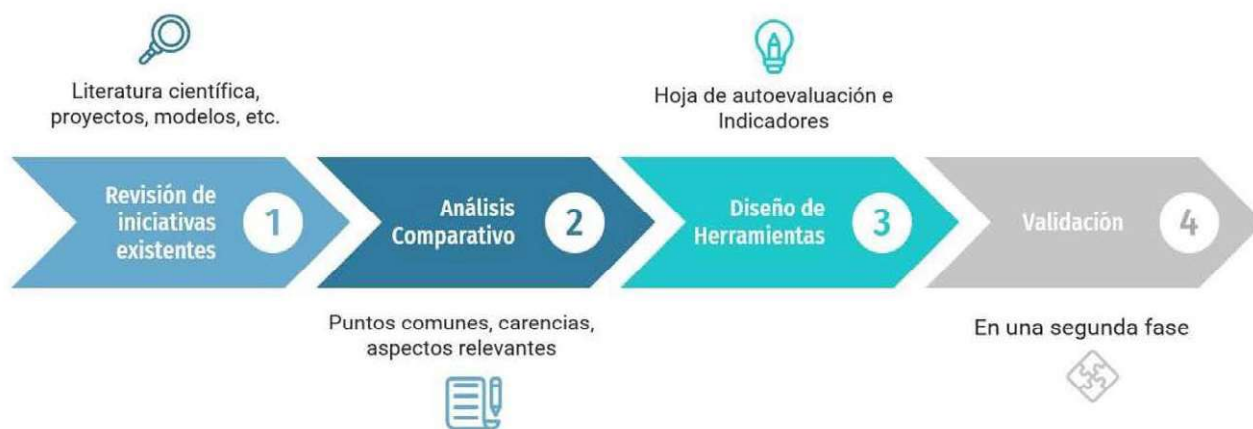 Literatura científica,
proyectos, modelos, etc.
Revisión de
iniciativas
existentes
1
Análisis
Comparativo
2
Puntos comunes, carencias,
aspectos relevantes
Hoja de autoevaluación e
Indicadores
Diseño de
Herramientas
3
Validación
4
En una segunda fase